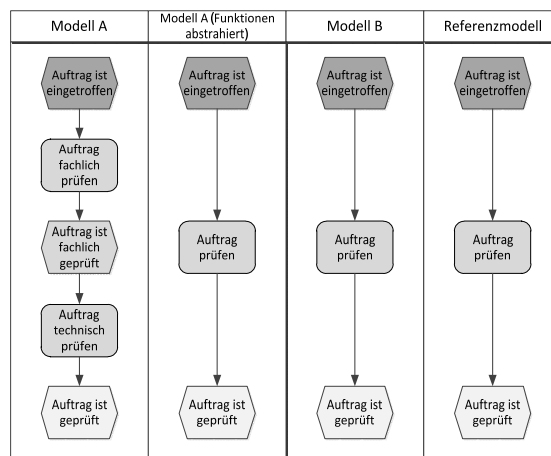 Modell A
Modell A (Funktionen
abstrahiert)
Modell B
Referenzmodell
Auftrag ist
eingetroffen
Auftrag ist
eingetroffen
Auftrag ist
eingetroffen
Auftrag ist
eingetroffen
Auftrag
fachlich
prüfen
Auftrag ist
fachlich
geprüft
Auftrag
prüfen
Auftrag
prüfen
Auftrag
prüfen
Auftrag
technisch
prüfen
Auftrag ist
geprüft
Auftrag ist
geprüft
Auftrag ist
geprüft
Auftrag ist
geprüft